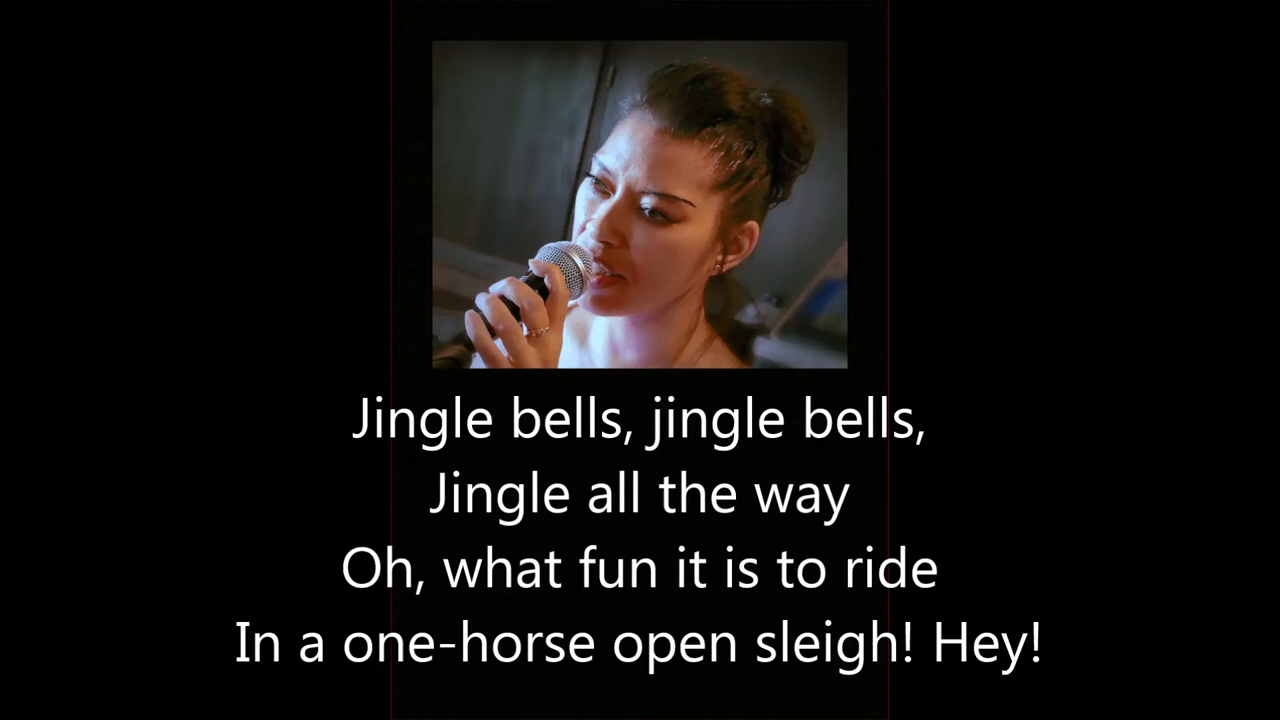 Jingle bells, jingle bells,
Jingle all the way
Oh, what fun it is to ride
In a one-horse open sleigh! Hey!